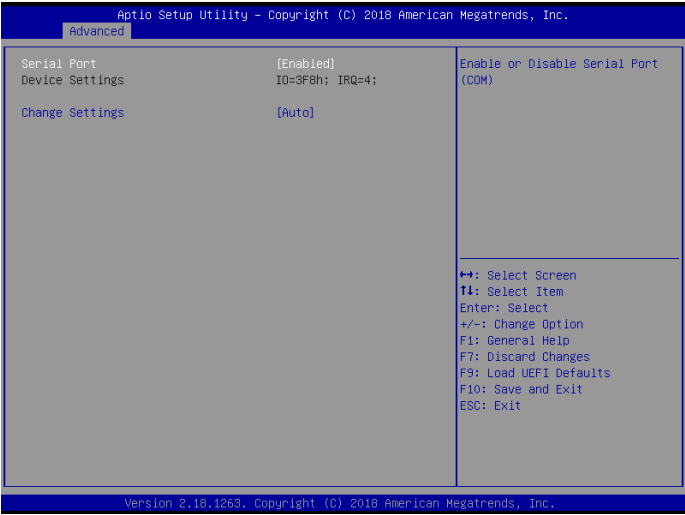 Aptio Setup Utility – Copyright (C) 2018 American Megatrends, Inc.
Advanced
Serial Port [Enabled]
Device Settings IO=3F8h; IRQ=4;
Change Settings [Auto]
Enable or Disable Serial Port
(COM)
↔: Select Screen
↑↓: Select Item
Enter: Select
+/-: Change Option
F1: General Help
F7: Discard Changes
F9: Load UEFI Defaults
F10: Save and Exit
ESC: Exit
Version 2.18.1263. Copyright (C) 2018 American Megatrends, Inc.